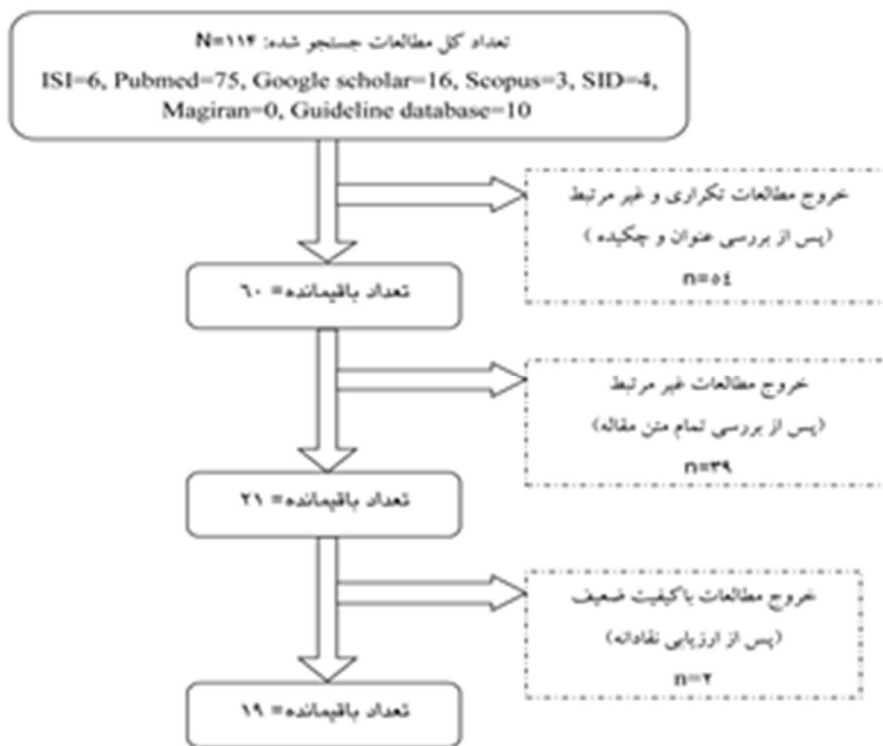 تعداد کل مطالعات جستجو شده: N=۱۱۴
ISI=6, Pubmed=75, Google scholar=16, Scopus=3, SID=4,
Magiran=0, Guideline database=10
خروج مطالعات تکراری و غیر مرتبط
(پس از بررسی عنوان و چکیده )
n=٥٤
تعداد باقیمانده= ٦٠
خروج مطالعات غیر مرتبط
(پس از بررسی تمام متن مقاله)
n=۳۹
تعداد باقیمانده= ۲۱
خروج مطالعات باکیفیت ضعیف
(پس از ارزیابی نقادانه)
n=۲
تعداد باقیمانده= ۱۹